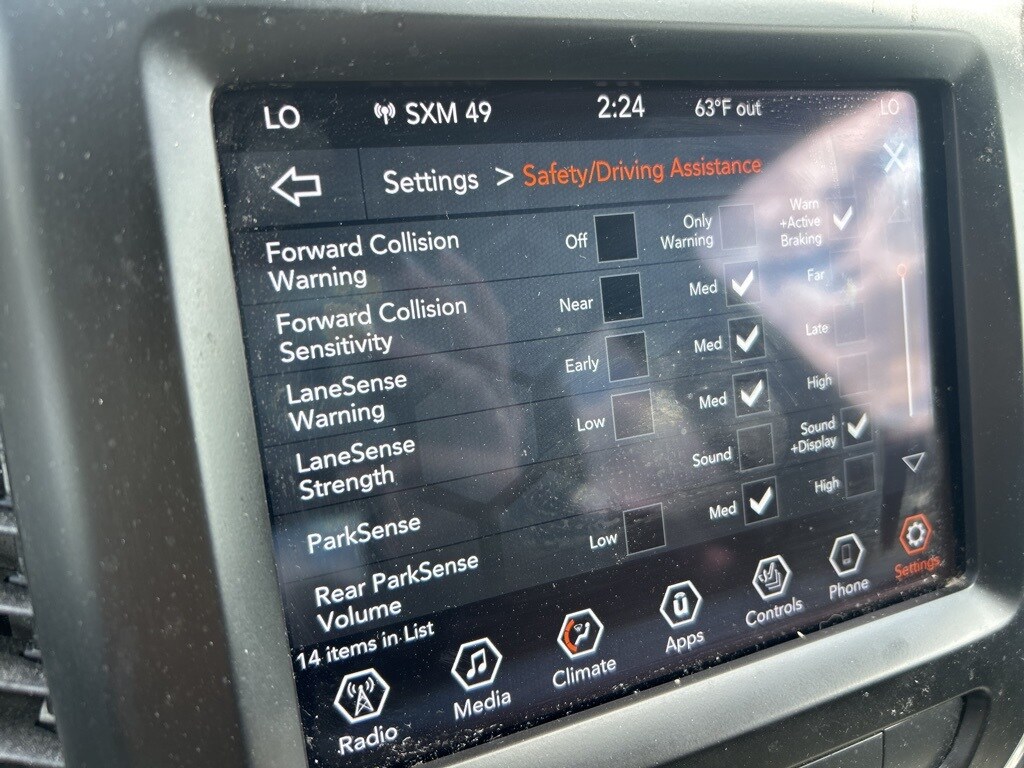 LO SXM 49 2:24 63°F out LO
Settings > Safety/Driving Assistance
Forward Collision
Warning
Off
Only
Warning
Warn
+Active
Braking
Forward Collision
Sensitivity
Near
Med
Far
LaneSense
Warning
Early
Med
Late
LaneSense
Strength
Low
Med
High
ParkSense
Sound
Sound
+Display
Rear ParkSense
Volume
Low
Med
High
14 items in List
Radio
Media
Climate
Apps
Controls
Phone
Settings